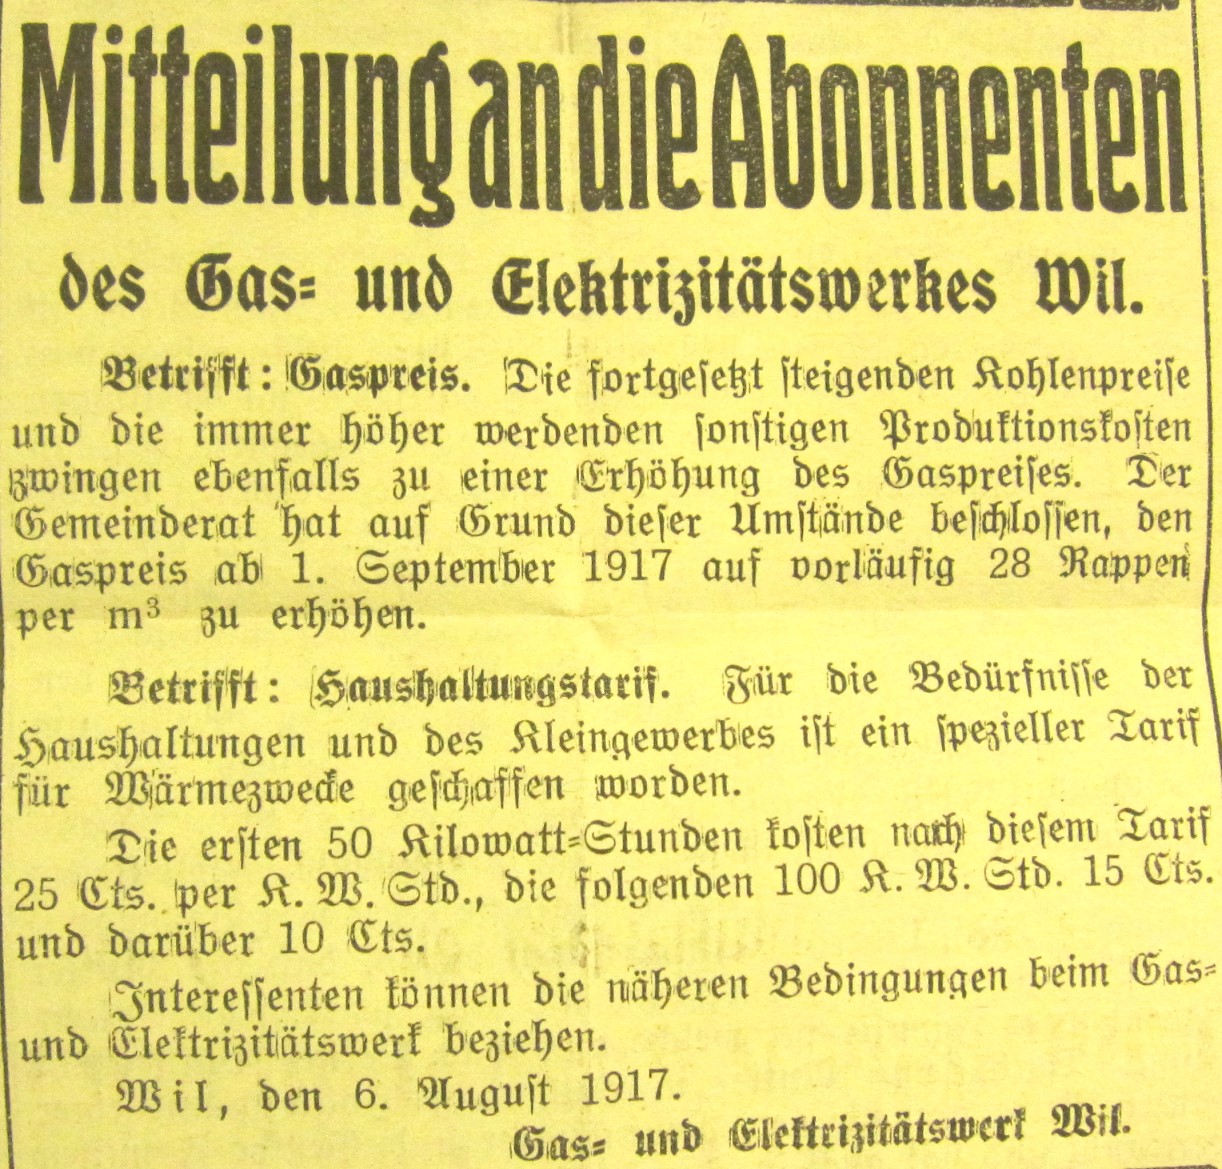 Mitteilung an die Abonnenten
des Gas- und Elektrizitätswerkes Wil.
Betrifft: Gaspreis. Die fortgesetzt steigenden Kohlenpreise
und die immer höher werdenden sonstigen Produktionskosten
zwingen ebenfalls zu einer Erhöhung des Gaspreises. Der
Gemeinderat hat auf Grund dieser Umstände beschlossen, den
Gaspreis ab 1. September 1917 auf vorläufig 28 Rappen
per m³ zu erhöhen.
Betrifft: Haushaltungstarif. Für die Bedürfnisse der
Haushaltungen und des Kleingewerbes ist ein spezieller Tarif
für Wärmezwecke geschaffen worden.
Die ersten 50 Kilowatt-Stunden kosten nach diesem Tarif
25 Cts. per K. W. Std., die folgenden 100 K. W. Std. 15 Cts.
und darüber 10 Cts.
Interessenten können die näheren Bedingungen beim Gas-
und Elektrizitätswerk beziehen.
Wil, den 6. August 1917.
Gas- und Elektrizitätswerk Wil.